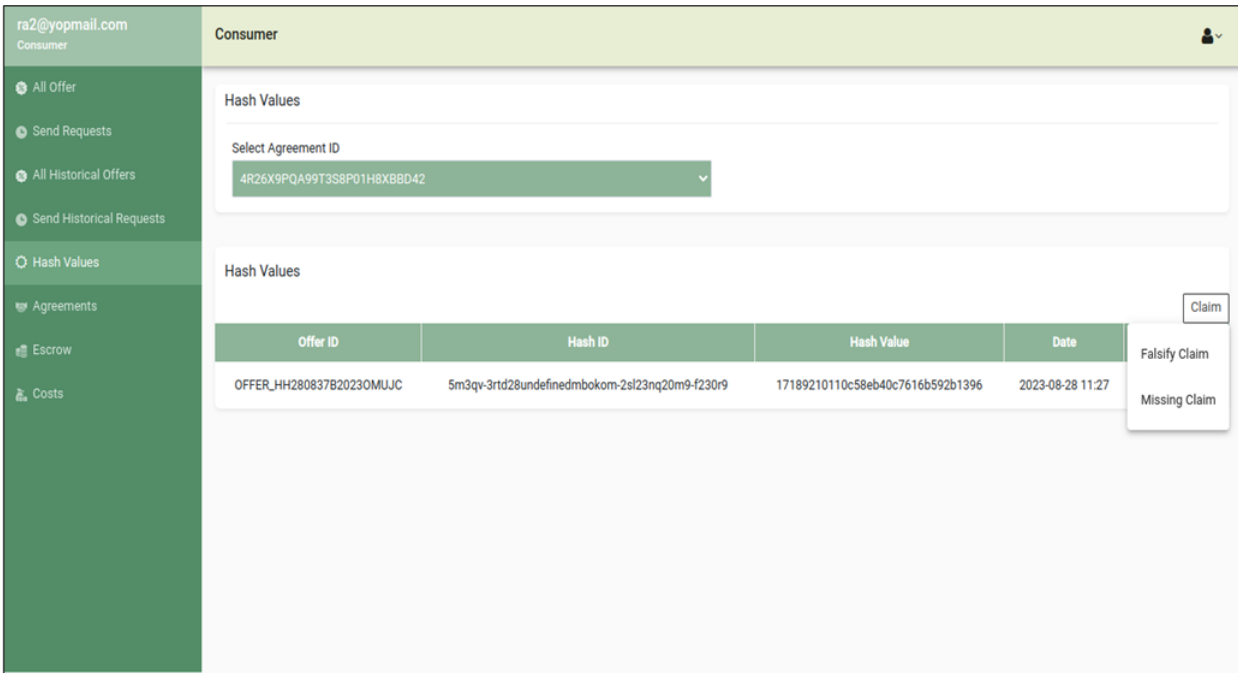 ra2@yopmail.com
Consumer
Consumer
All Offer
Send Requests
All Historical Offers
Send Historical Requests
Hash Values
Agreements
Escrow
Costs
Hash Values
Select Agreement ID
4R26X9PQA99T3S8P01H8XBBD42
Hash Values
Claim
Offer ID Hash ID Hash Value Date
OFFER_HH280837B2023OMUJC 5m3qv-3rtd28undefinedmbokom-2sl23nq20m9-f230r9 17189210110c58eb40c7616b592b1396 2023-08-28 11:27
Falsify Claim
Missing Claim